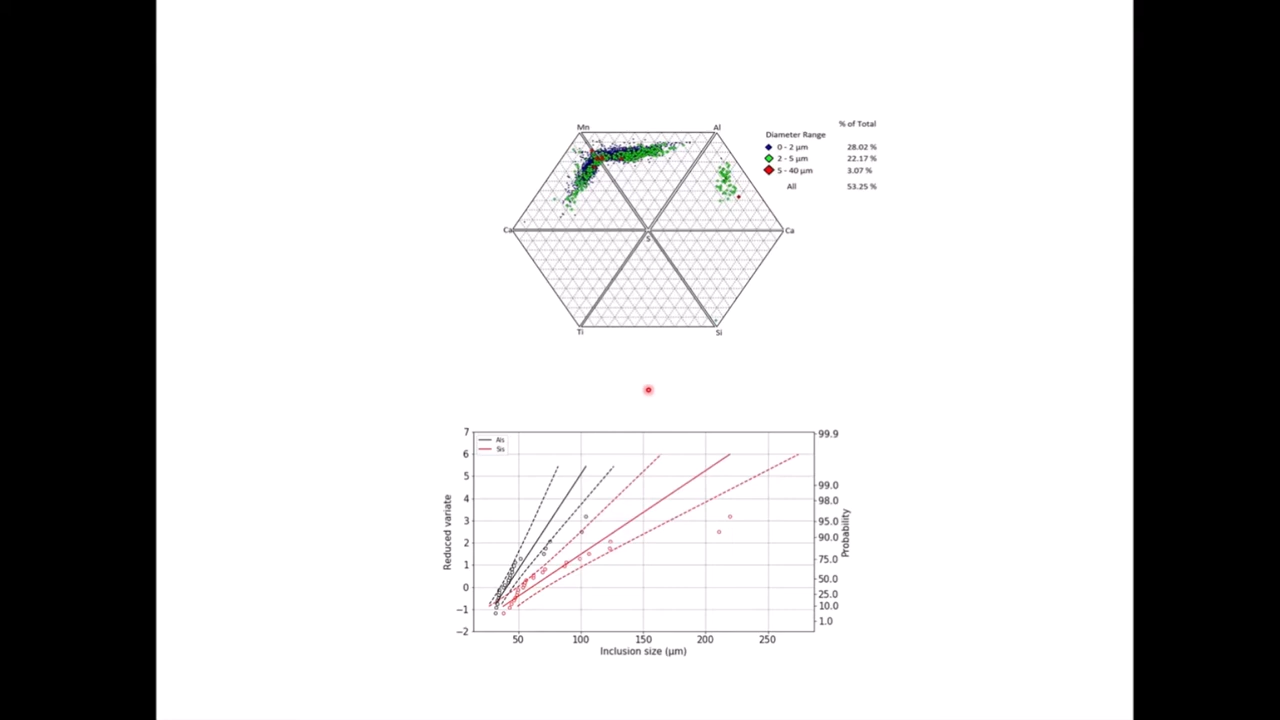 Mn Al % of Total
Diameter Range
0 - 2 μm 28.02 %
2 - 5 μm 22.17 %
5 - 40 μm 3.07 %
All 53.25 %
Ca S Ca
Ti Si
7 99.9
Als
Sis
6
5 99.0
4 98.0
3 95.0
2 90.0
1 75.0
0 50.0
25.0
−1 10.0
1.0
−2
Reduced variate
Probability
50 100 150 200 250
Inclusion size (μm)